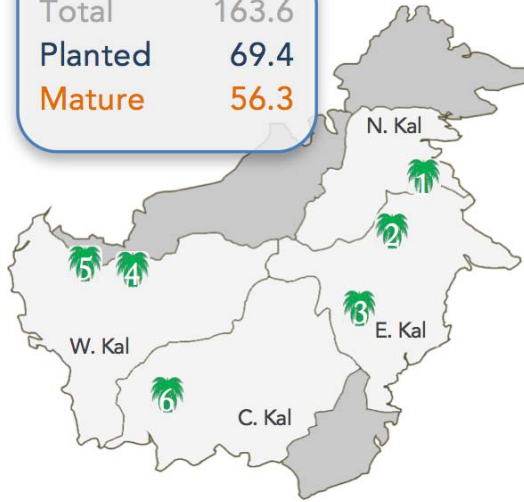 Total 163.6
Planted 69.4
Mature 56.3
N. Kal
1
2
5
4
3
E. Kal
W. Kal
6
C. Kal